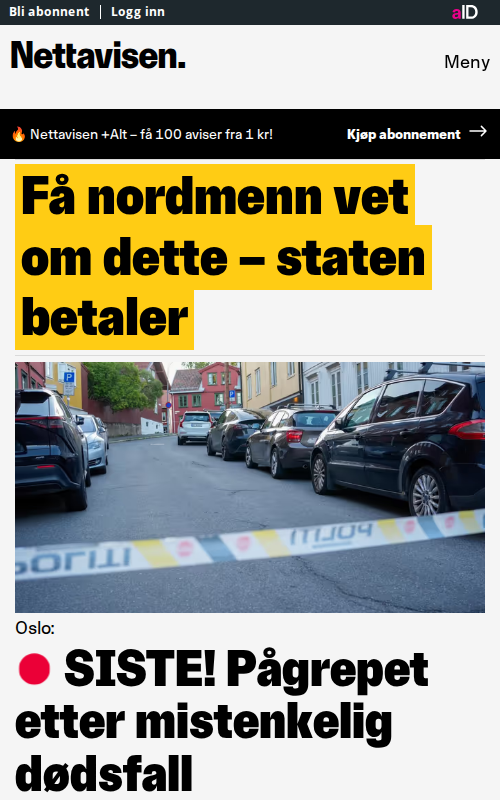 Bli abonnent | Logg inn
aID
Nettavisen.
Meny
🔥 Nettavisen +Alt – få 100 aviser fra 1 kr!
Kjøp abonnement →
Få nordmenn vet
om dette – staten
betaler
POLITI
POLITI
Oslo:
SISTE! Pågrepet
etter mistenkelig
dødsfall